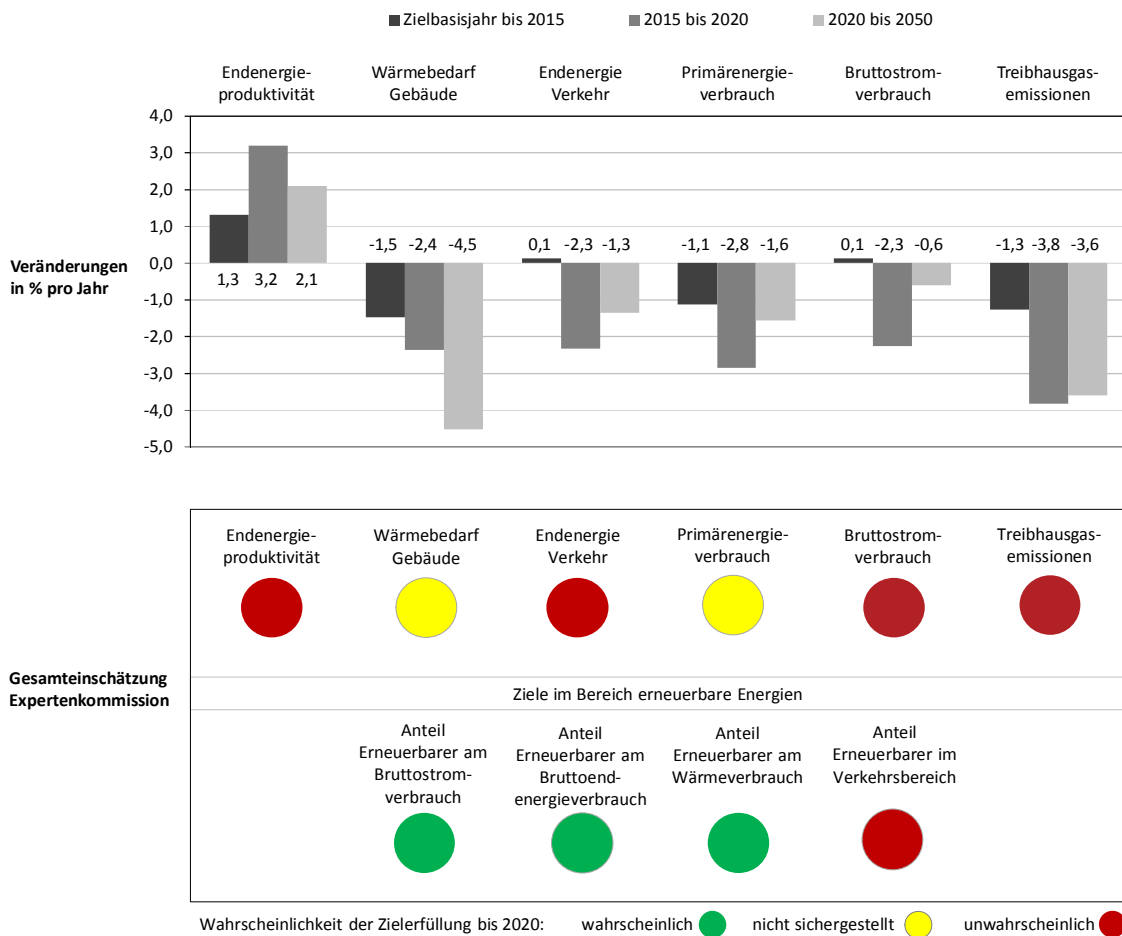 Zielbasisjahr bis 2015 2015 bis 2020 2020 bis 2050
Endenergie-
produktivität
Wärmebedarf
Gebäude
Endenergie
Verkehr
Primärenergie-
verbrauch
Bruttostrom-
verbrauch
Treibhausgas-
emissionen
Veränderungen
in % pro Jahr
4,0
3,0
2,0
1,0
0,0
-1,0
-2,0
-3,0
-4,0
-5,0
1,3 3,2 2,1
-1,5 -2,4 -4,5
0,1 -2,3 -1,3
-1,1 -2,8 -1,6
0,1 -2,3 -0,6
-1,3 -3,8 -3,6
Gesamteinschätzung
Expertenkommission
Endenergie-
produktivität
Wärmebedarf
Gebäude
Endenergie
Verkehr
Primärenergie-
verbrauch
Bruttostrom-
verbrauch
Treibhausgas-
emissionen
Ziele im Bereich erneuerbare Energien
Anteil
Erneuerbarer am
Bruttostrom-
verbrauch
Anteil
Erneuerbarer am
Bruttoend-
energieverbrauch
Anteil
Erneuerbarer am
Wärmeverbrauch
Anteil
Erneuerbarer im
Verkehrsbereich
Wahrscheinlichkeit der Zielerfüllung bis 2020: wahrscheinlich nicht sichergestellt unwahrscheinlich